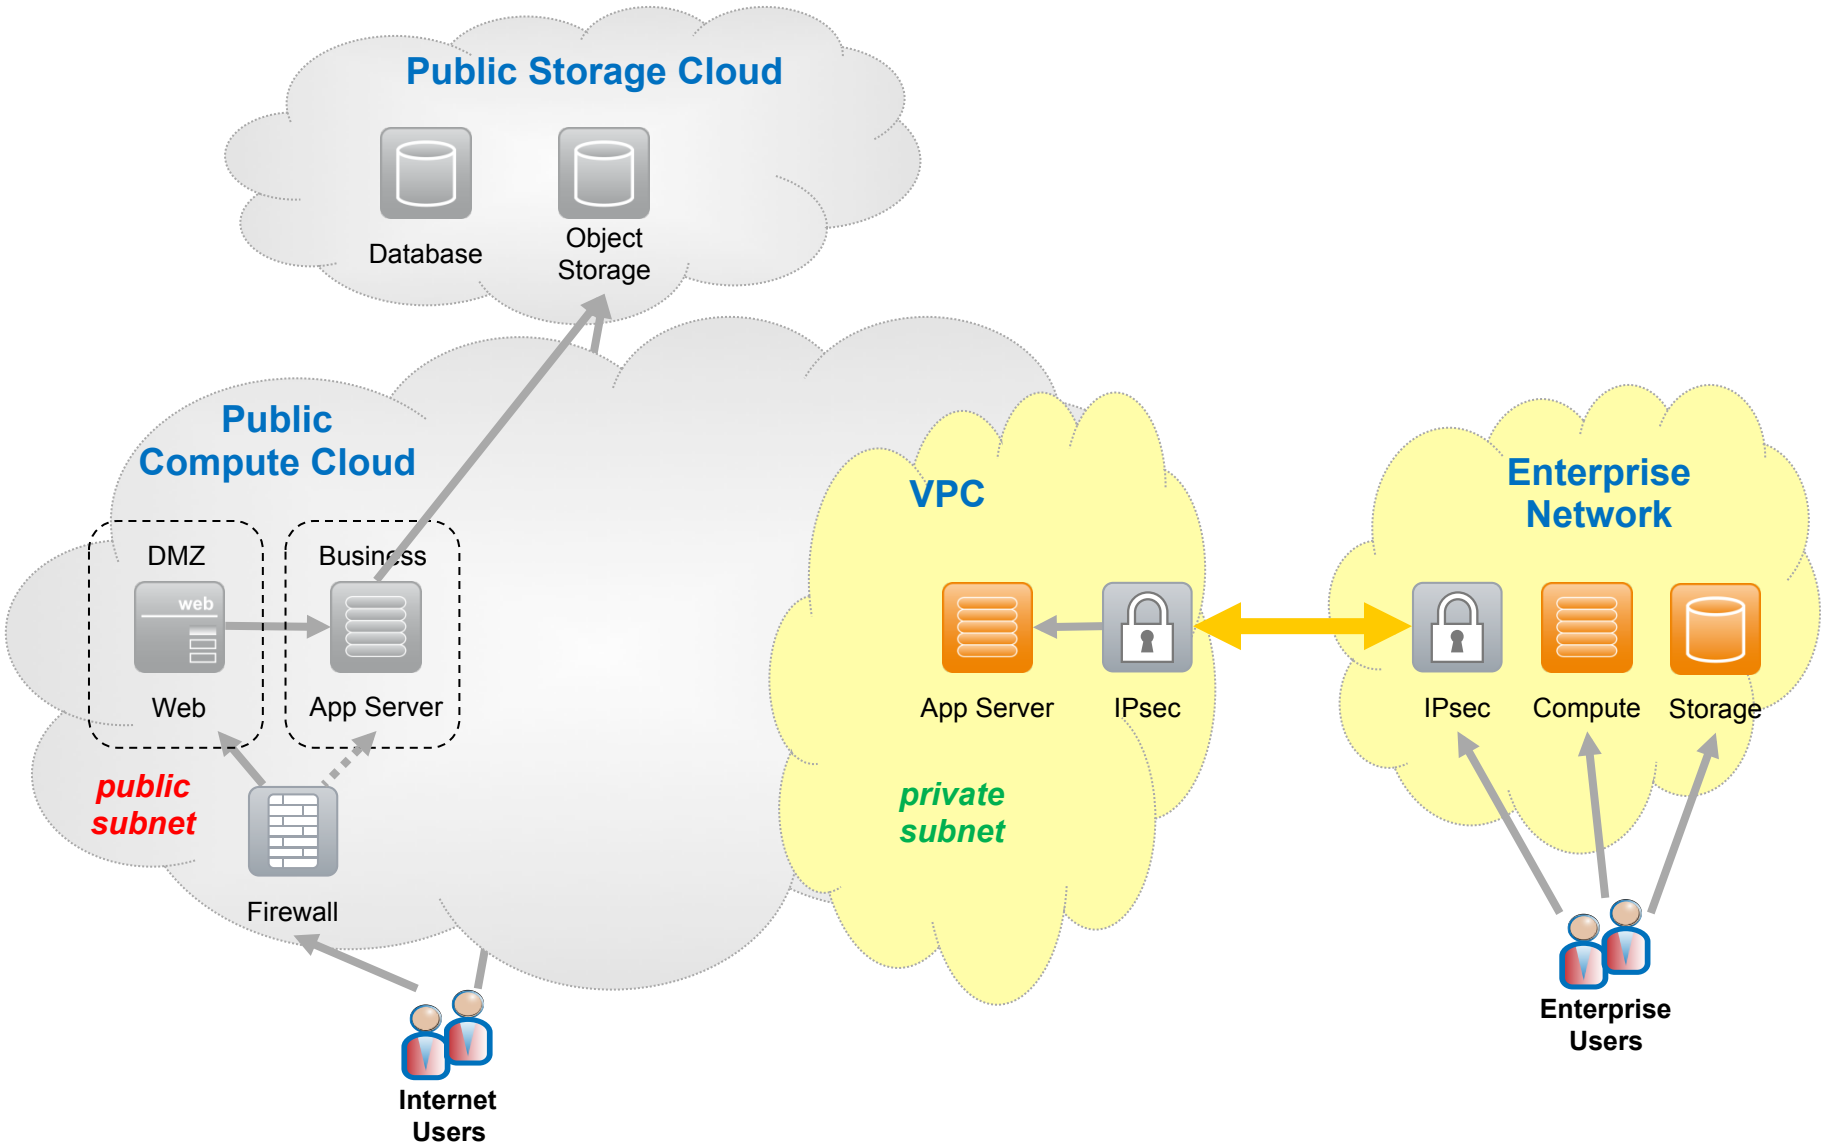 Public Storage Cloud
Database
Object
Storage
Public
Compute Cloud
DMZ
Business
web
Web
App Server
public
subnet
Firewall
Internet
Users
VPC
App Server
IPsec
private
subnet
Enterprise
Network
IPsec
Compute
Storage
Enterprise
Users